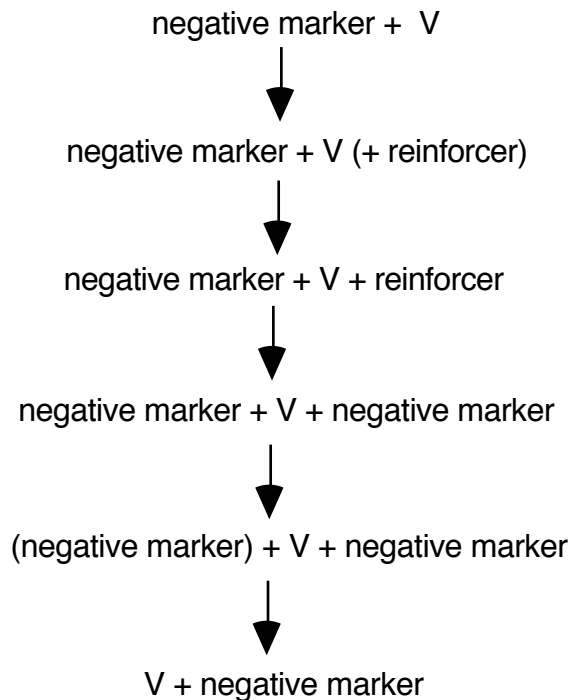 negative marker + V
negative marker + V (+ reinforcer)
negative marker + V + reinforcer
negative marker + V + negative marker
(negative marker) + V + negative marker
V + negative marker